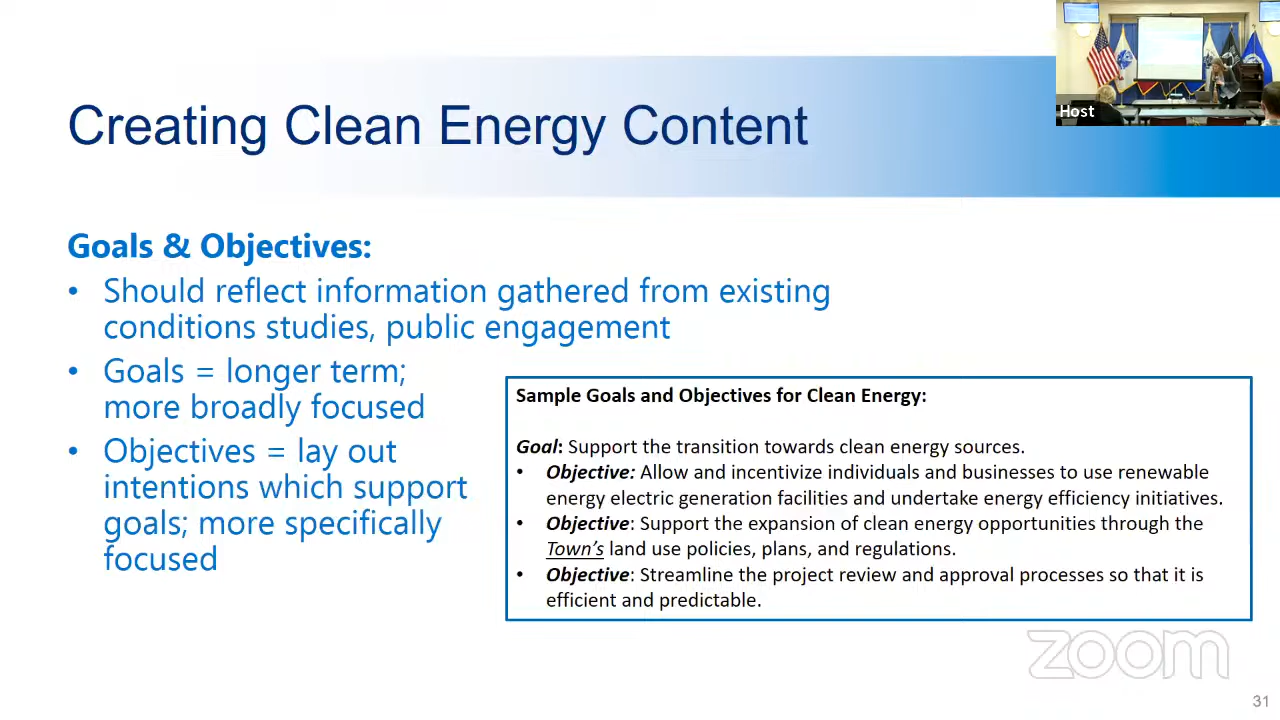 Host
Creating Clean Energy Content
Goals & Objectives:
• Should reflect information gathered from existing
conditions studies, public engagement
• Goals = longer term;
more broadly focused
• Objectives = lay out
intentions which support
goals; more specifically
focused
Sample Goals and Objectives for Clean Energy:
Goal: Support the transition towards clean energy sources.
• Objective: Allow and incentivize individuals and businesses to use renewable
energy electric generation facilities and undertake energy efficiency initiatives.
• Objective: Support the expansion of clean energy opportunities through the
Town’s land use policies, plans, and regulations.
• Objective: Streamline the project review and approval processes so that it is
efficient and predictable.
zoom
31